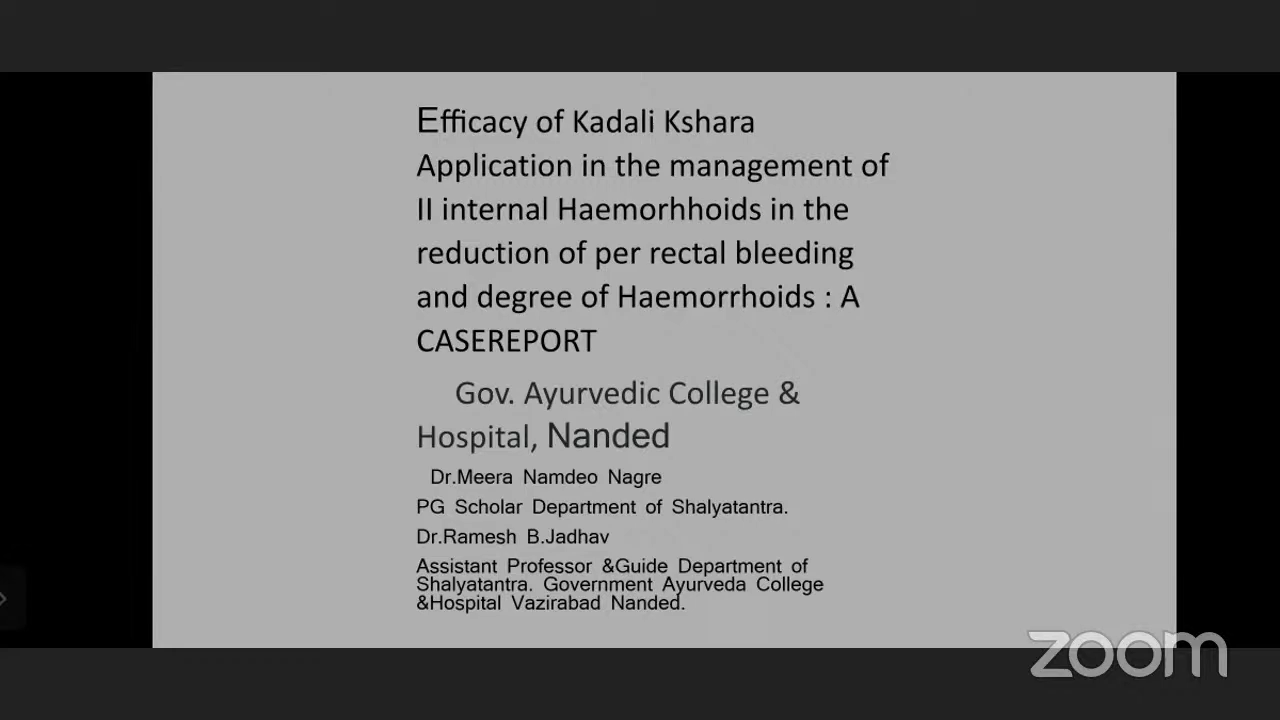 Efficacy of Kadali Kshara
Application in the management of
II internal Haemorhhoids in the
reduction of per rectal bleeding
and degree of Haemorrhoids : A
CASEREPORT
Gov. Ayurvedic College &
Hospital, Nanded
Dr.Meera Namdeo Nagre
PG Scholar Department of Shalyatantra.
Dr.Ramesh B.Jadhav
Assistant Professor &Guide Department of
Shalyatantra. Government Ayurveda College
&Hospital Vazirabad Nanded.
zoom